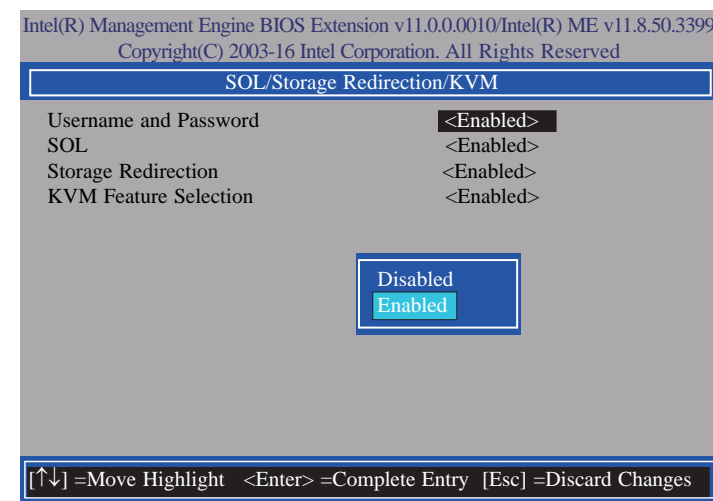 Intel(R) Management Engine BIOS Extension v11.0.0.0010/Intel(R) ME v11.8.50.3399
Copyright(C) 2003-16 Intel Corporation. All Rights Reserved
SOL/Storage Redirection/KVM
Username and Password <Enabled>
SOL <Enabled>
Storage Redirection <Enabled>
KVM Feature Selection <Enabled>
Disabled
Enabled
[↑↓] =Move Highlight <Enter> =Complete Entry [Esc] =Discard Changes